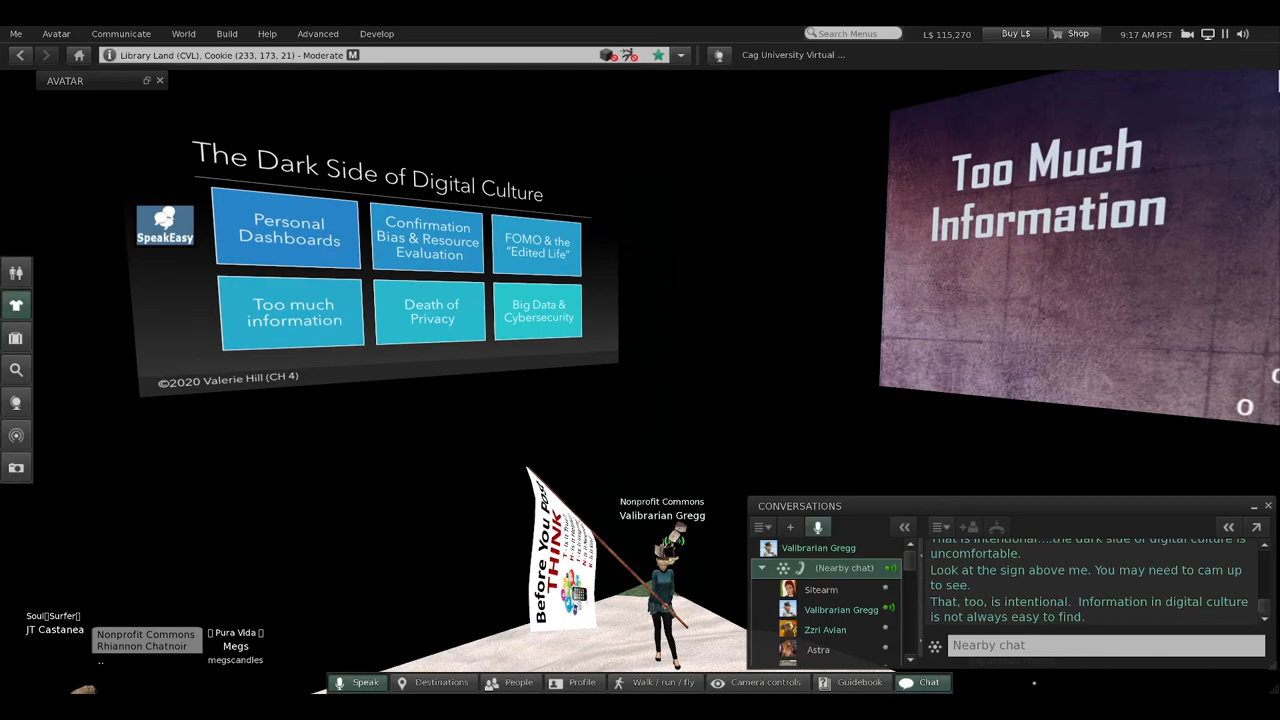 Me Avatar Communicate World Build Help Advanced Develop Search Menus L$ 115,270 Buy L$ Shop 9:17 AM PST
Library Land (CVL), Cookie (233, 173, 21) - Moderate M Cag University Virtual ...
AVATAR
The Dark Side of Digital Culture
SpeakEasy
Personal
Dashboards
Confirmation
Bias & Resource
Evaluation
FOMO & the
"Edited Life"
Too much
information
Death of
Privacy
Big Data &
Cybersecurity
©2020 Valerie Hill (CH 4)
Too Much
Information
Before You post
THINK
Nonprofit Commons
Valibrarian Gregg
Soul Surfer
JT Castanea
Nonprofit Commons
Rhiannon Chatnoir
..
Pura Vida
Megs
megscandles
CONVERSATIONS
Valibrarian Gregg
(Nearby chat)
Sitearm
Valibrarian Gregg
Zzri Avian
Astra
That is intentional....the dark side of digital culture is
uncomfortable.
Look at the sign above me. You may need to cam up
to see.
That, too, is intentional. Information in digital culture
is not always easy to find.
Nearby chat
Speak Destinations People Profile Walk / run / fly Camera controls Guidebook Chat